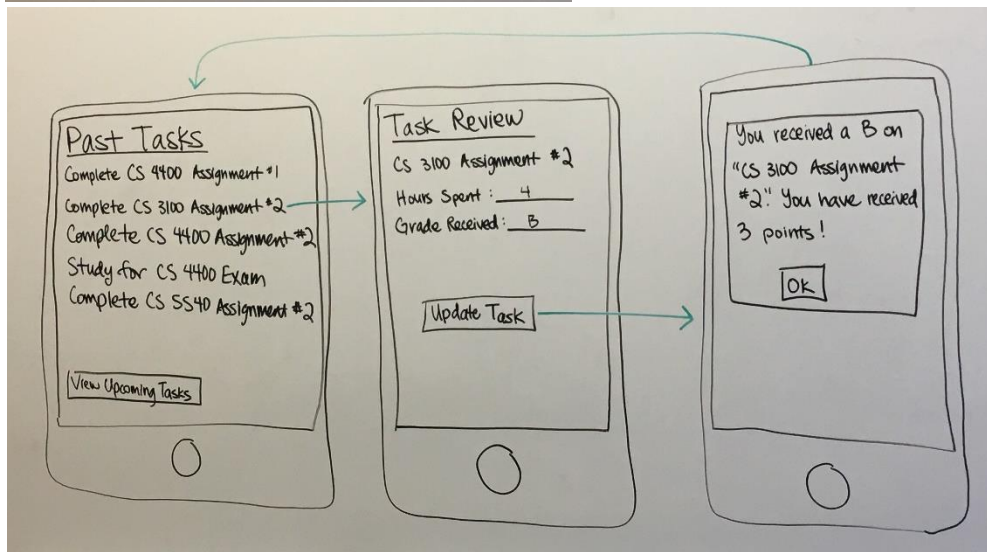 Past Tasks
Complete CS 4400 Assignment #1
Complete CS 3100 Assignment #2
Complete CS 4400 Assignment #2
Study for CS 4400 Exam
Complete CS 5540 Assignment #2
View Upcoming Tasks
Task Review
CS 3100 Assignment #2
Hours Spent: 4
Grade Received: B
Update Task
You received a B on
"CS 3100 Assignment
#2." You have received
3 points!
OK